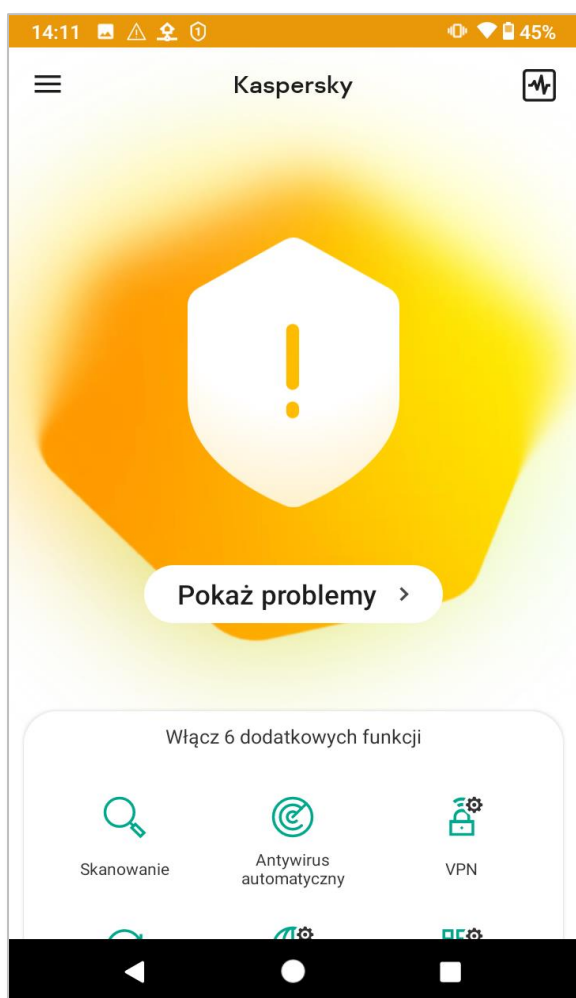 14:11 45%
Kaspersky
Pokaż problemy
Włącz 6 dodatkowych funkcji
Skanowanie
Antywirus
automatyczny
VPN